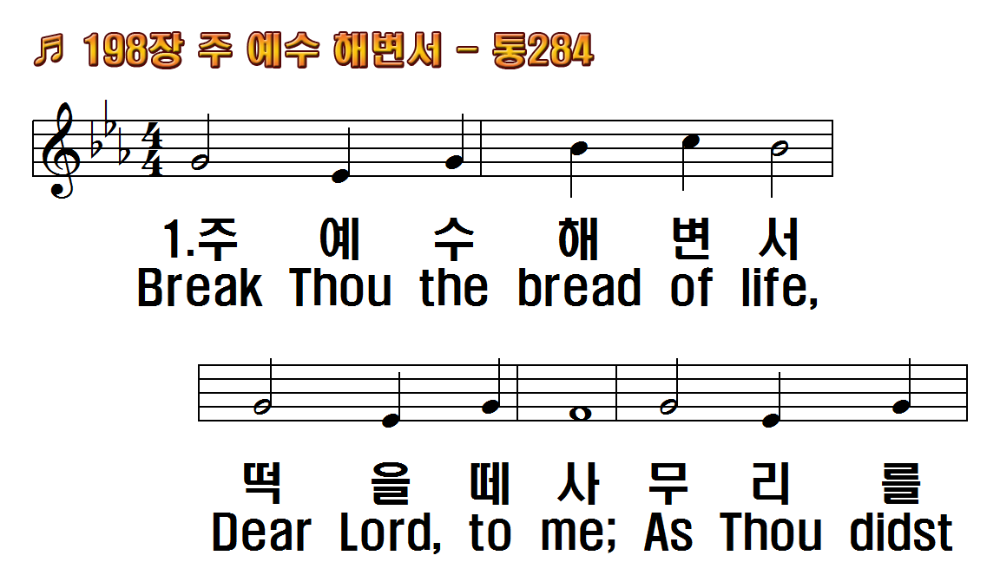 ♬ 198장 주 예수 해변서 - 통284
4
4
1.주 예 수 해 변 서
Break Thou the bread of life,
떡 을 떼 사 무 리 를
Dear Lord, to me; As Thou didst